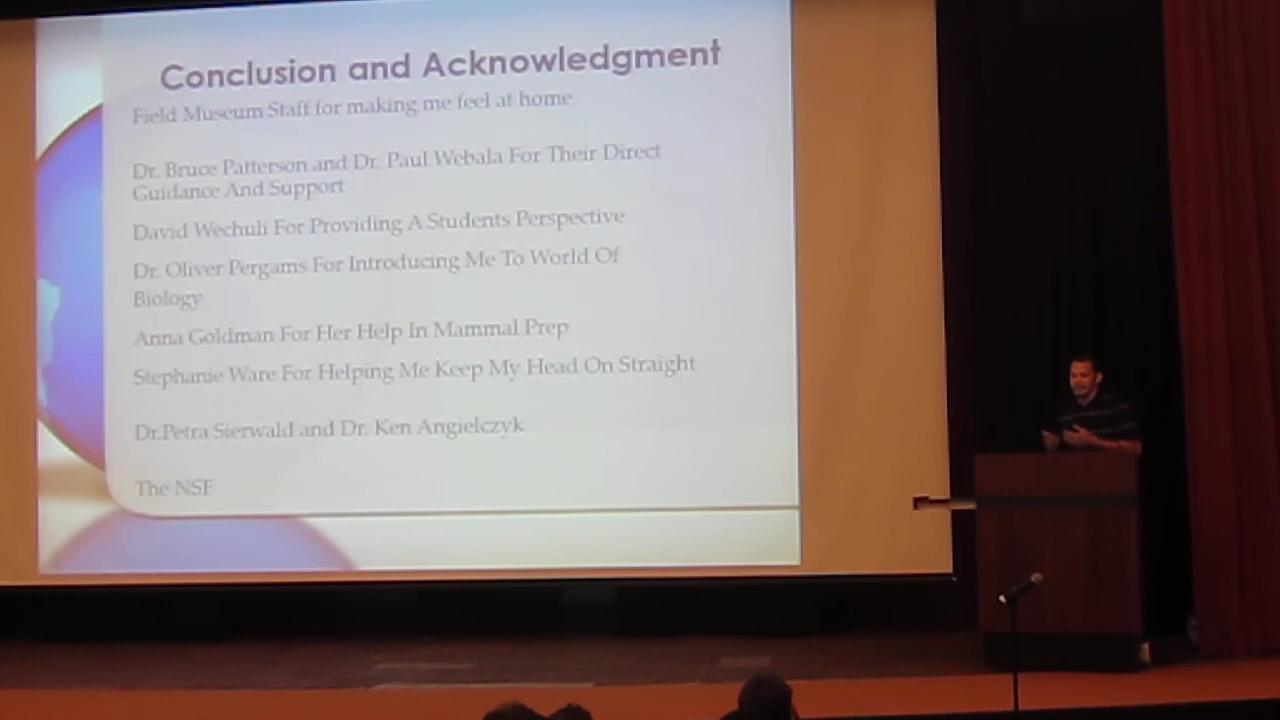 Conclusion and Acknowledgment
Field Museum Staff for making me feel at home
Dr. Bruce Patterson and Dr. Paul Webala For Their Direct
Guidance And Support
David Wechuli For Providing A Students Perspective
Dr. Oliver Pergams For Introducing Me To World Of
Biology
Anna Goldman For Her Help In Mammal Prep
Stephanie Ware For Helping Me Keep My Head On Straight
Dr.Petra Sierwald and Dr. Ken Angielczyk
The NSF